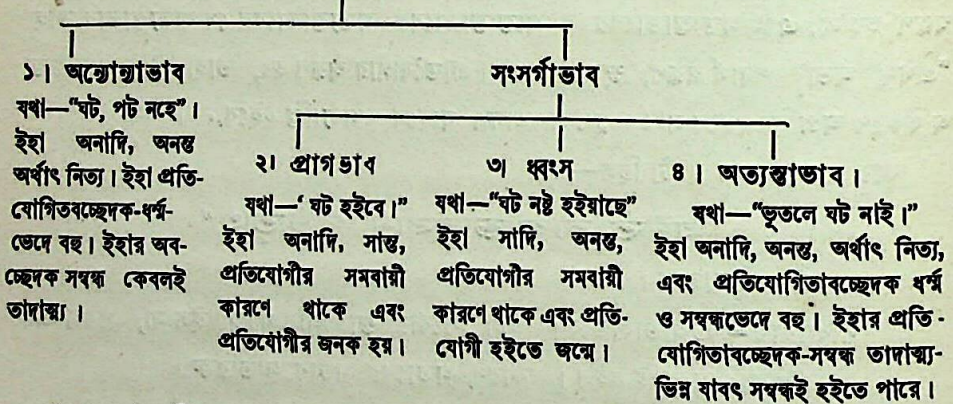 ১। অন্যোন্যাভাব
যথা—“ঘট, পট নহে”।
ইহা অনাদি, অনন্ত
অর্থাৎ নিত্য। ইহা প্রতি-
যোগিতবচ্ছেদক-ধর্ম্ম-
ভেদে বহু। ইহার অব-
চ্ছেদক সম্বন্ধ কেবলই
তাদাত্ম্য।
সংসর্গাভাব
২। প্রাগভাব
যথা—‘ঘট হইবে।”
ইহা অনাদি, সান্ত,
প্রতিযোগীর সমবায়ী
কারণে থাকে এবং
প্রতিযোগীর জনক হয়।
৩। ধ্বংস
যথা—“ঘট নষ্ট হইয়াছে”
ইহা সাদি, অনন্ত,
প্রতিযোগীর সমবায়ী
কারণে থাকে এবং প্রতি-
যোগী হইতে জন্মে।
৪। অত্যন্তাভাব।
যথা—“ভূতলে ঘট নাই।”
ইহা অনাদি, অনন্ত, অর্থাৎ নিত্য,
এবং প্রতিযোগিতাবচ্ছেদক ধর্ম্ম
ও সম্বন্ধভেদে বহু। ইহার প্রতি-
যোগিতাবচ্ছেদক-সম্বন্ধ তাদাত্ম্য-
ভিন্ন যাবৎ সম্বন্ধই হইতে পারে।